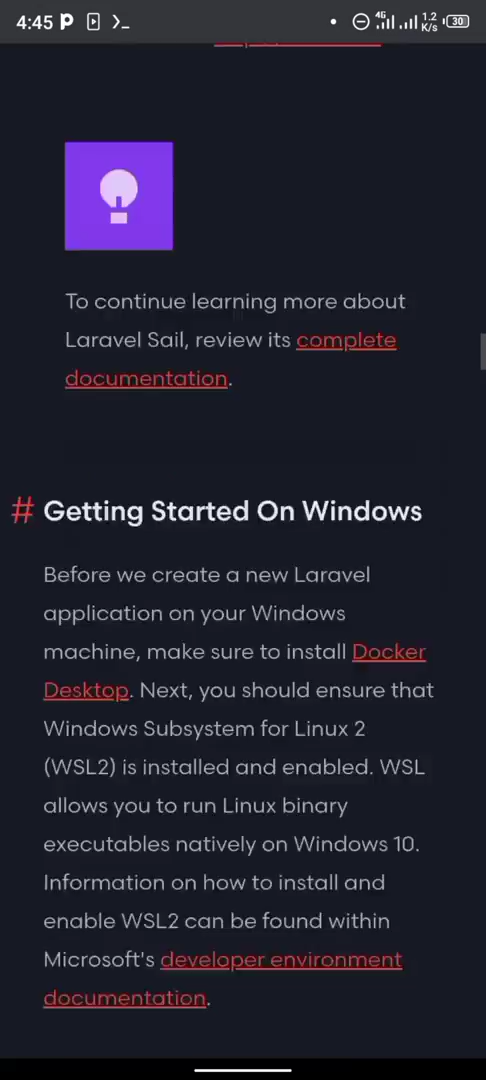 4:45
4G
1.2
K/s
30
To continue learning more about
Laravel Sail, review its complete
documentation.
# Getting Started On Windows
Before we create a new Laravel
application on your Windows
machine, make sure to install Docker
Desktop. Next, you should ensure that
Windows Subsystem for Linux 2
(WSL2) is installed and enabled. WSL
allows you to run Linux binary
executables natively on Windows 10.
Information on how to install and
enable WSL2 can be found within
Microsoft's developer environment
documentation.